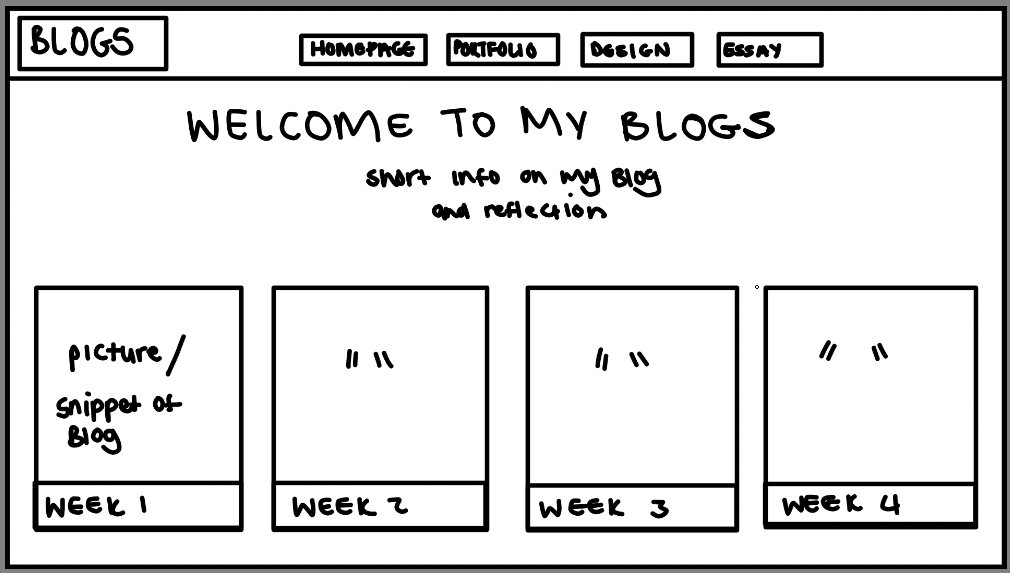 BLOGS
HOMEPAGE
PORTFOLIO
DESIGN
ESSAY
WELCOME TO MY BLOGS
short info on my Blog
and reflection
picture/
snippet of
Blog
" "
" "
" "
WEEK 1
WEEK 2
WEEK 3
WEEK 4